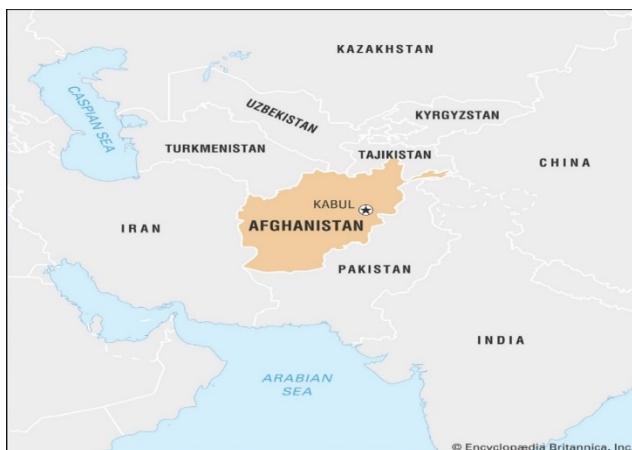 KAZAKHSTAN
CASPIAN SEA
UZBEKISTAN
KYRGYZSTAN
TURKMENISTAN
TAJIKISTAN
CHINA
KABUL
AFGHANISTAN
IRAN
PAKISTAN
INDIA
ARABIAN
SEA
© Encyclopædia Britannica, Inc.